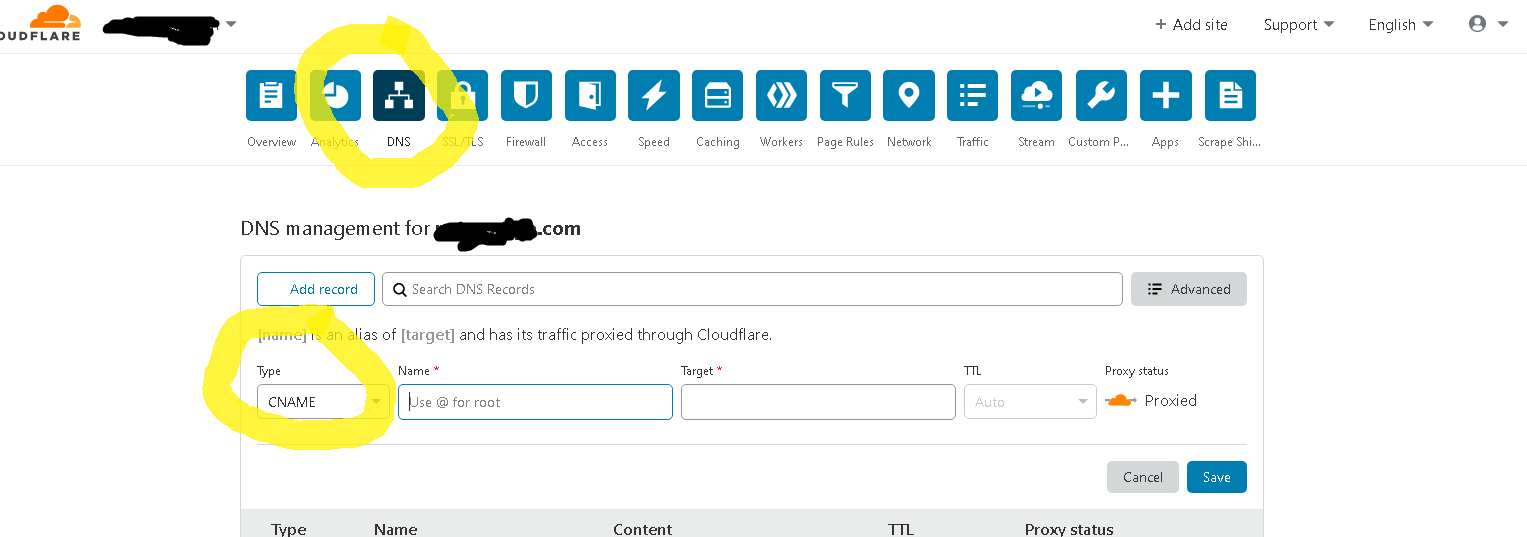 OUDFLARE
+ Add site Support English
Overview Analytics DNS SSL/TLS Firewall Access Speed Caching Workers Page Rules Network Traffic Stream Custom P... Apps Scrape Shi...
DNS management for .com
Add record Search DNS Records Advanced
[name] is an alias of [target] and has its traffic proxied through Cloudflare.
Type Name * Target * TTL Proxy status
CNAME Use @ for root Auto Proxied
Cancel Save
Type Name Content TTL Proxy status